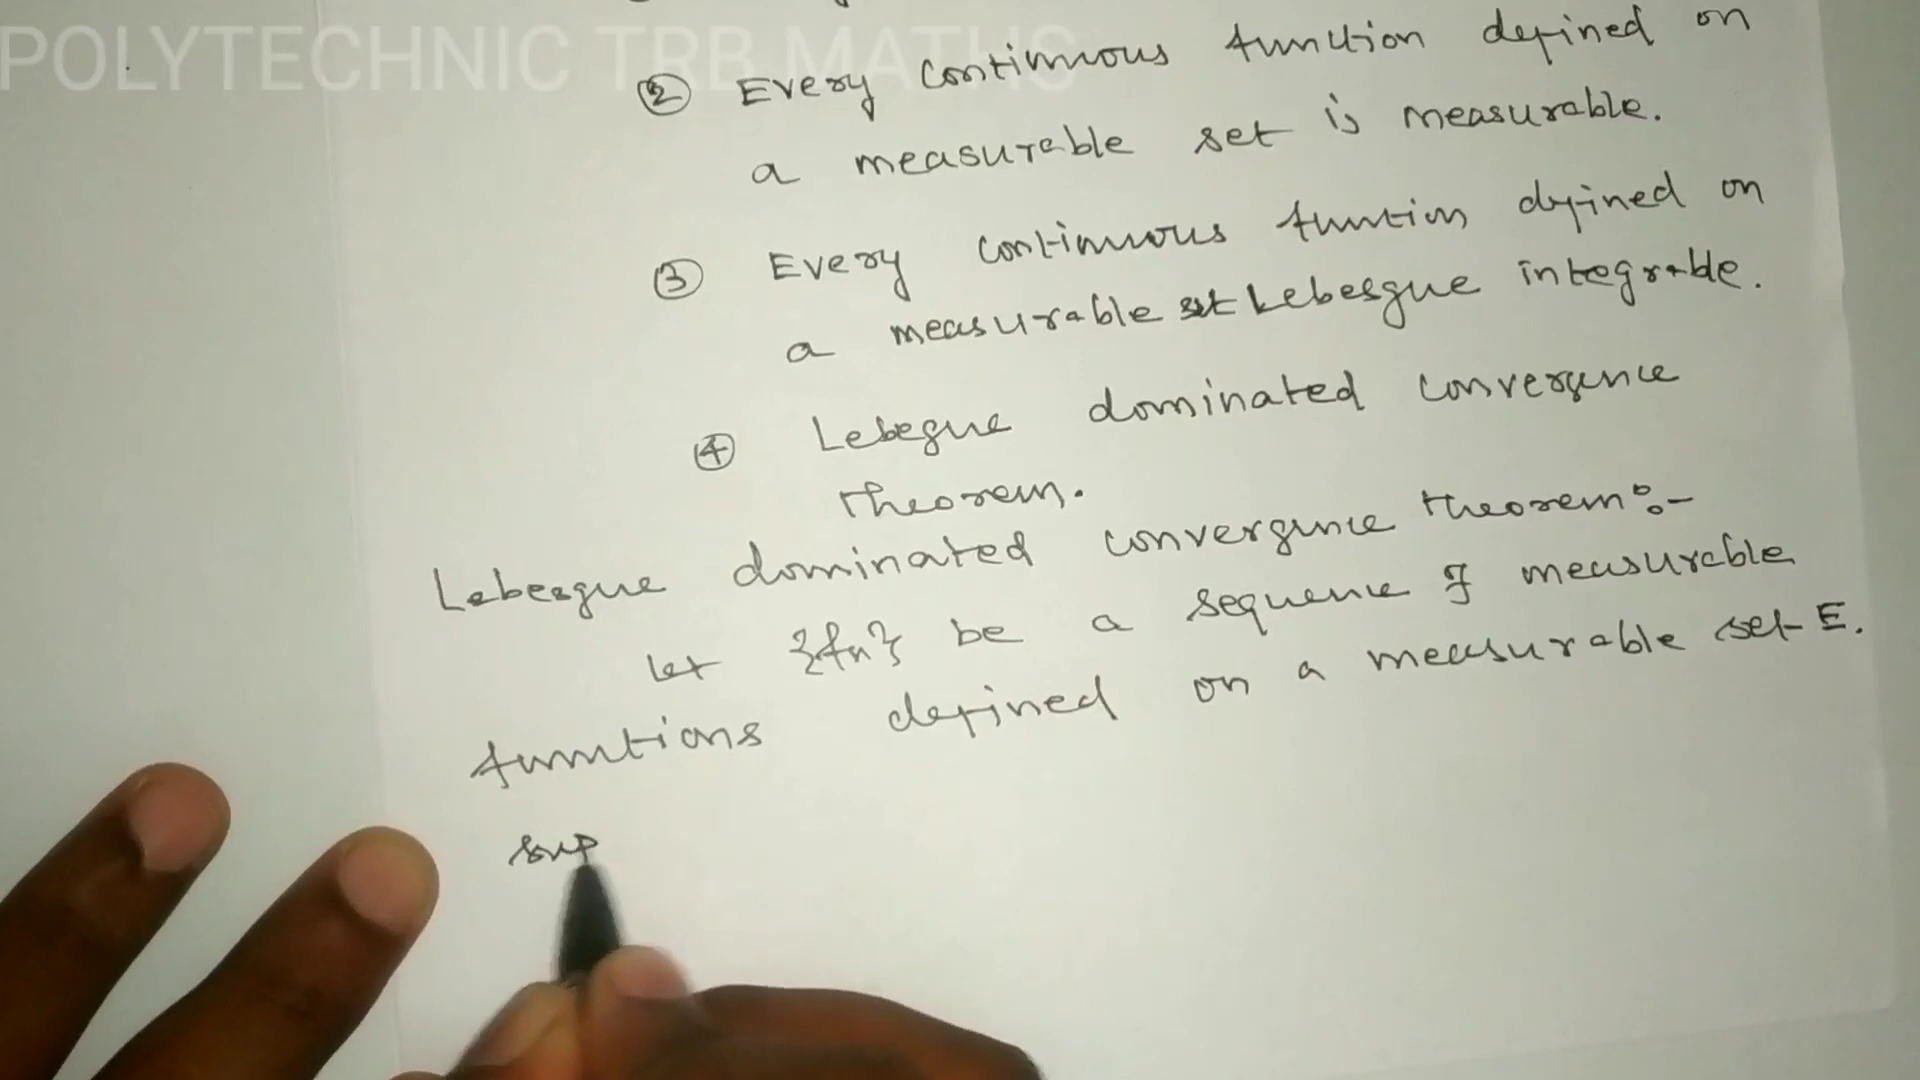 POLYTECHNIC TRB MATHS
② Every continuous function defined on
a measurable set is measurable.
③ Every continuous function defined on
a measurable set Lebesgue integrable.
④ Lebegue dominated convergence
theorem.
Lebesgue dominated convergence theorem:-
Let {fn} be a sequence of measurable
functions defined on a measurable set E.
sup